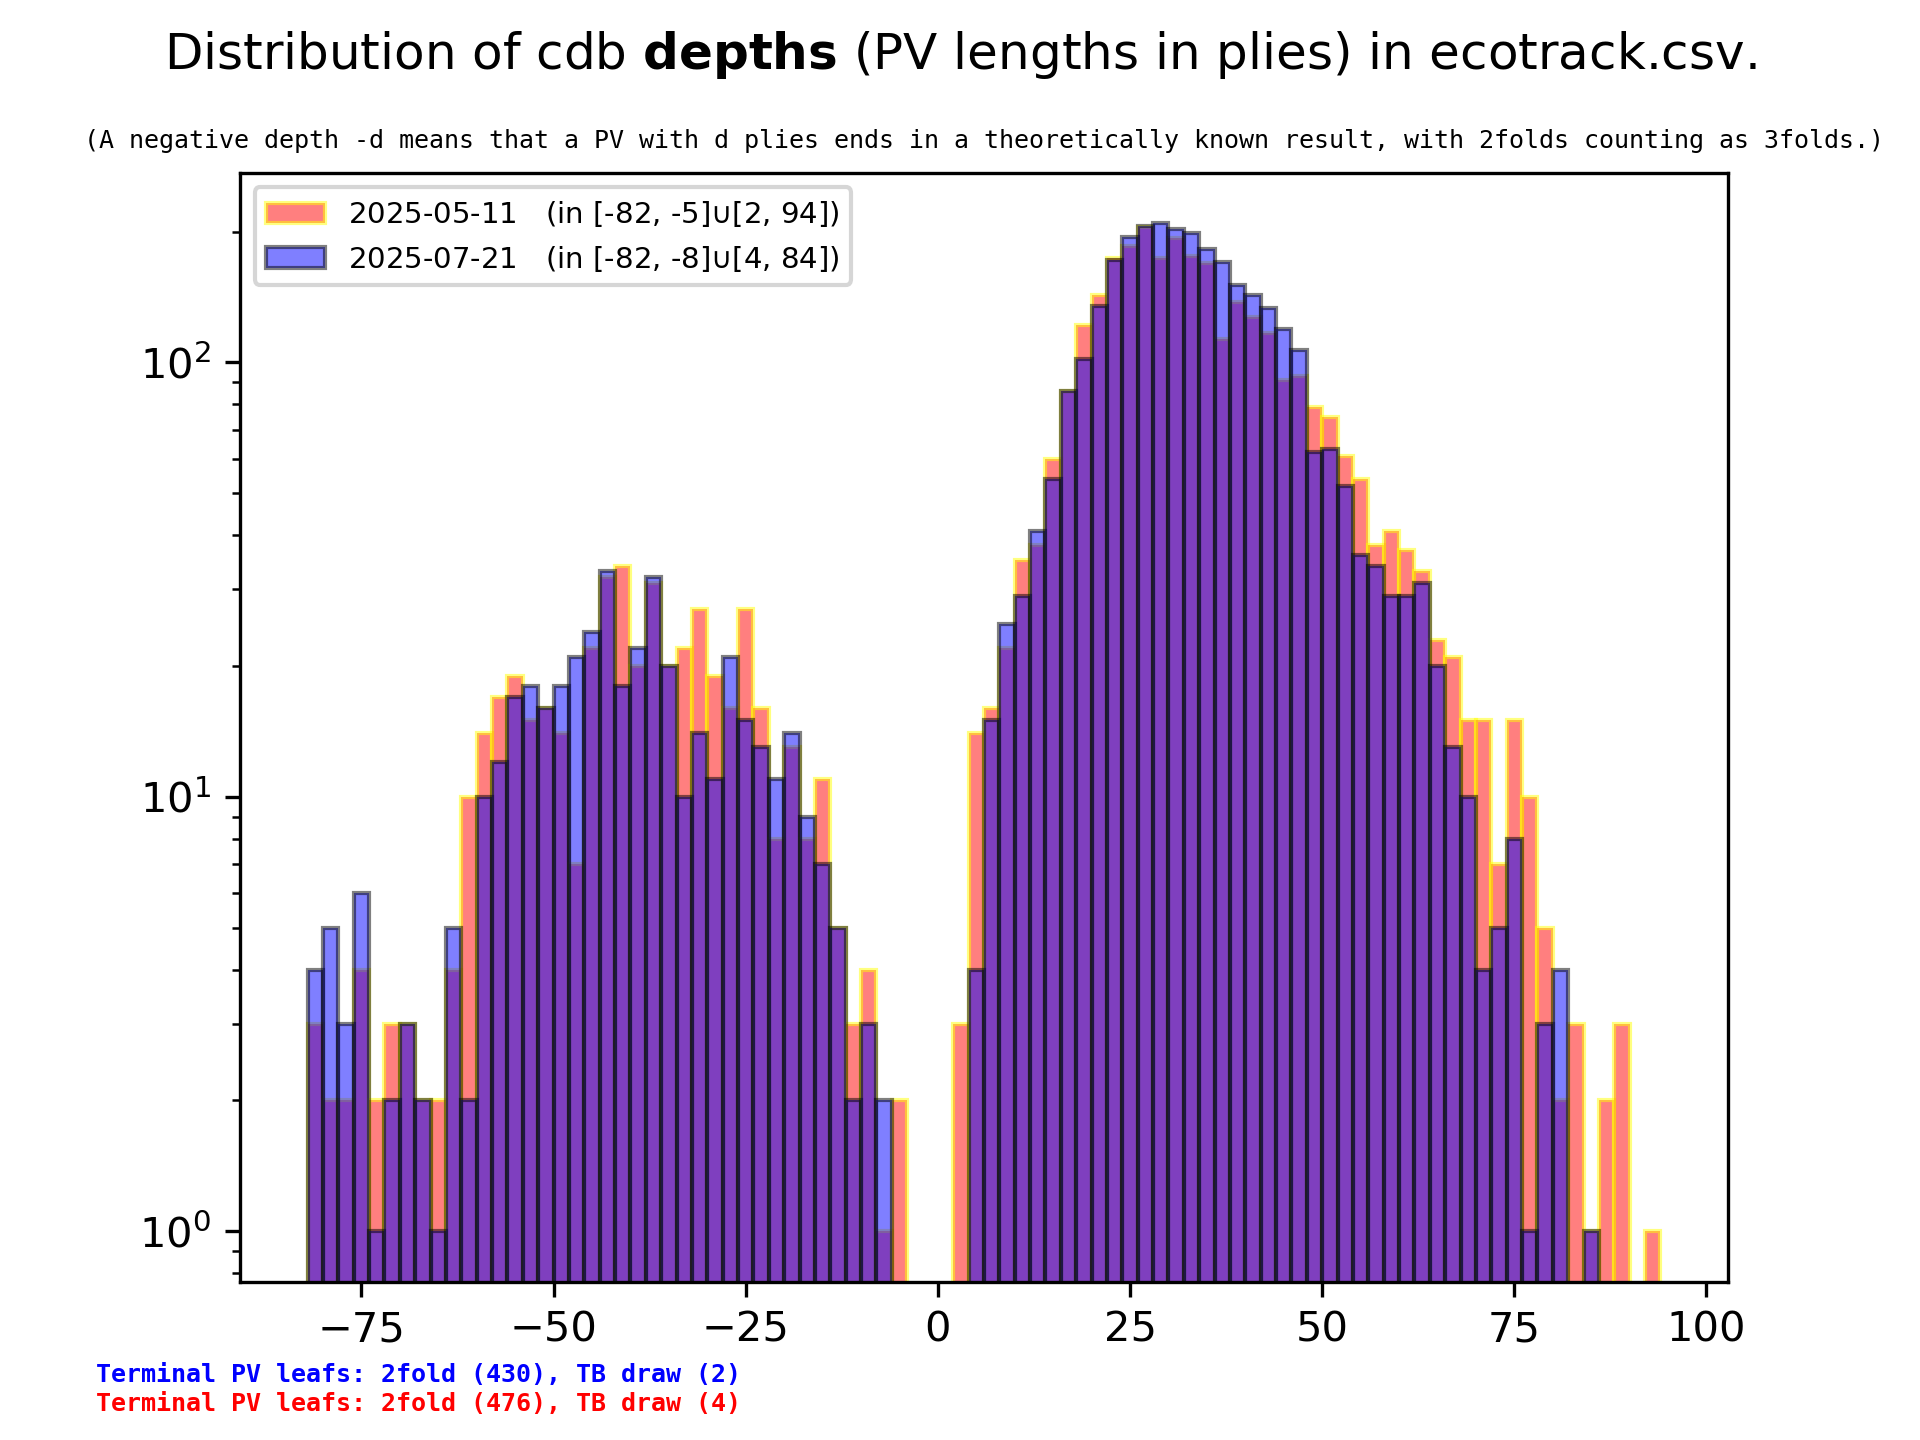 Distribution of cdb depths (PV lengths in plies) in ecotrack.csv.
(A negative depth -d means that a PV with d plies ends in a theoretically known result, with 2folds counting as 3folds.)
2025-05-11 (in [-82, -5]∪[2, 94])
2025-07-21 (in [-82, -8]∪[4, 84])
10²
10¹
10⁰
−75 −50 −25 0 25 50 75 100
Terminal PV leafs: 2fold (430), TB draw (2)
Terminal PV leafs: 2fold (476), TB draw (4)